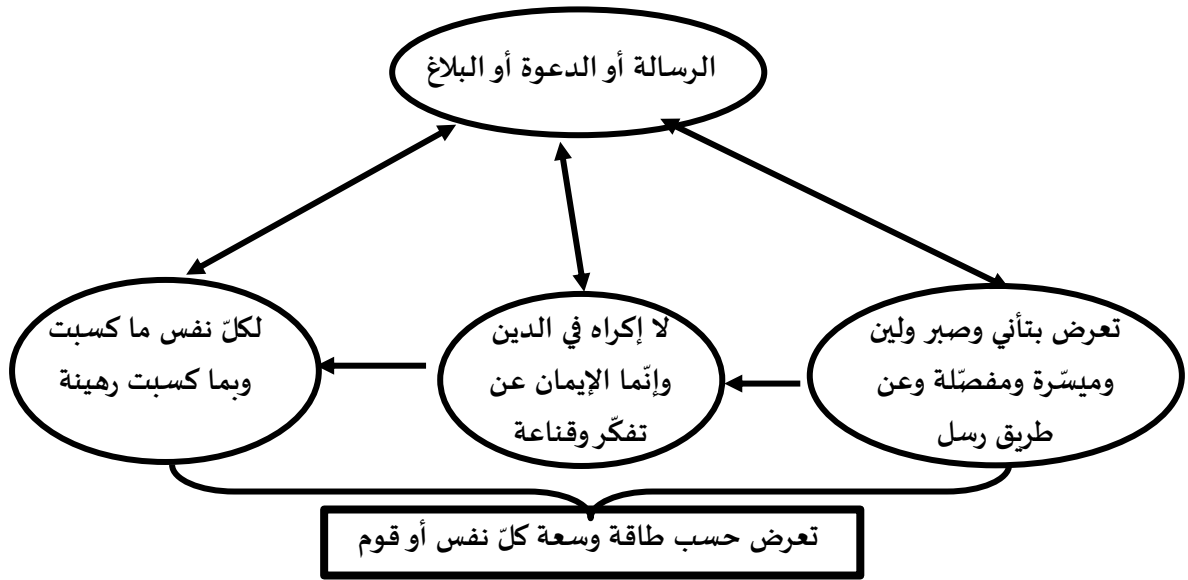 الرسالة أو الدعوة أو البلاغ
تعرض بتأني وصبر ولين
وميسّرة ومفصّلة وعن
طريق رسل
لا إكراه في الدين
وإنّما الإيمان عن
تفكّر وقناعة
لكلّ نفس ما كسبت
وبما كسبت رهينة
تعرض حسب طاقة وسعة كلّ نفس أو قوم